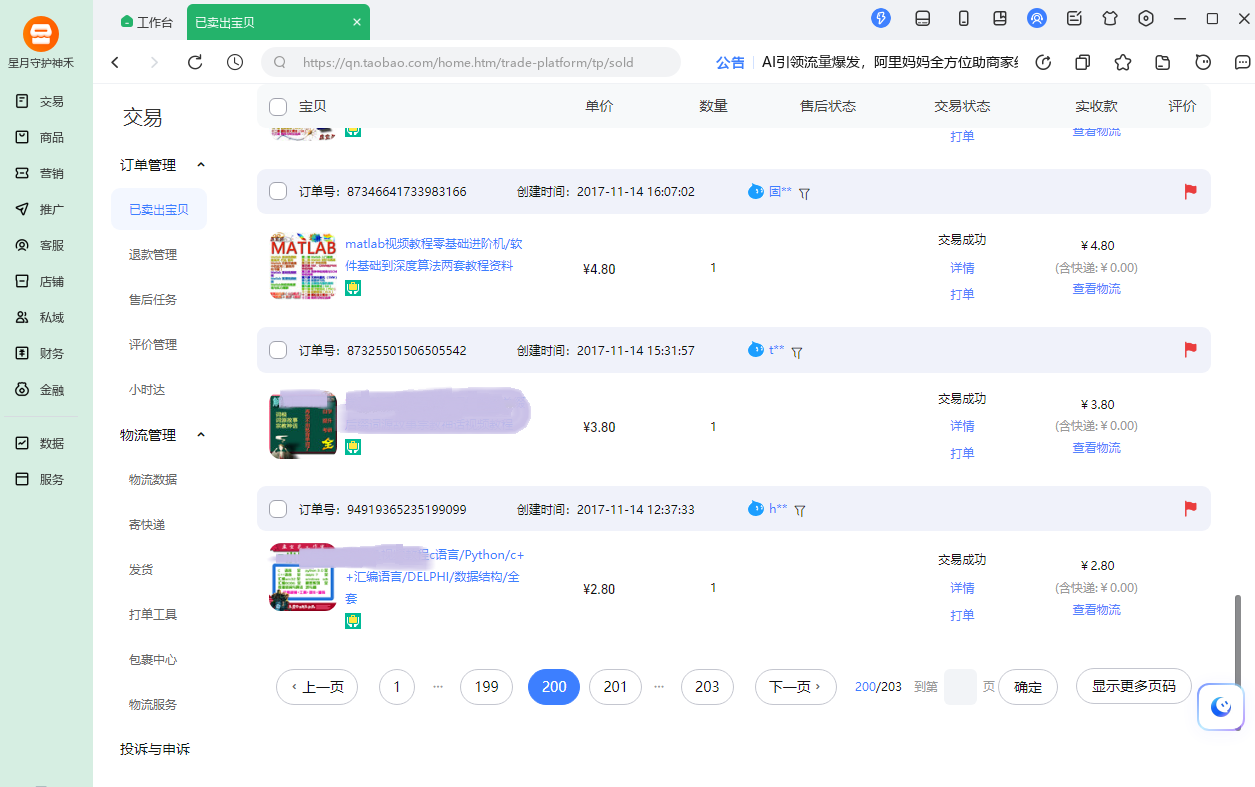 星月守护神禾
交易
商品
营销
推广
客服
店铺
私域
财务
金融
数据
服务
工作台
已卖出宝贝
https://qn.taobao.com/home.htm/trade-platform/tp/sold
公告
AI引领流量爆发，阿里妈妈全方位助商家
交易
订单管理
已卖出宝贝
退款管理
售后任务
评价管理
小时达
物流管理
物流数据
寄快递
发货
打单工具
包裹中心
物流服务
投诉与申诉
宝贝 单价 数量 售后状态 交易状态 实收款 评价
打单 查看物流
订单号：87346641733983166 创建时间：2017-11-14 16:07:02 国**
MATLAB
matlab视频教程零基础进阶机/软
件基础到深度算法两套教程资料
¥4.80 1
交易成功
详情
打单
￥4.80
(含快递:￥0.00)
查看物流
订单号：87325501506505542 创建时间：2017-11-14 15:31:57 t**
全
¥3.80 1
交易成功
详情
打单
￥3.80
(含快递:￥0.00)
查看物流
订单号：94919365235199099 创建时间：2017-11-14 12:37:33 h**
c语言/Python/c+
+汇编语言/DELPHI/数据结构/全
套
¥2.80 1
交易成功
详情
打单
￥2.80
(含快递:￥0.00)
查看物流
‹ 上一页 1 ··· 199 200 201 ··· 203 下一页 › 200/203 到第 页 确定 显示更多页码